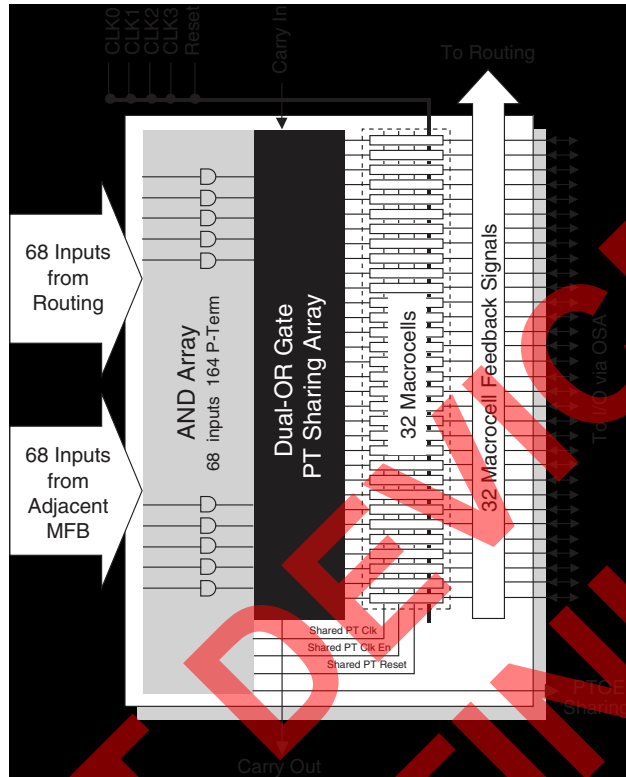 CLK0
CLK1
CLK2
CLK3
Reset
Carry In
To Routing
68 Inputs
from
Routing
68 Inputs
from
Adjacent
MFB
AND Array
68 inputs 164 P-Term
Dual-OR Gate
PT Sharing Array
32 Macrocells
32 Macrocell Feedback Signals
To I/O via OSA
Shared PT Clk
Shared PT Clk En
Shared PT Reset
PTOE
Sharing
Carry Out
DEVIC